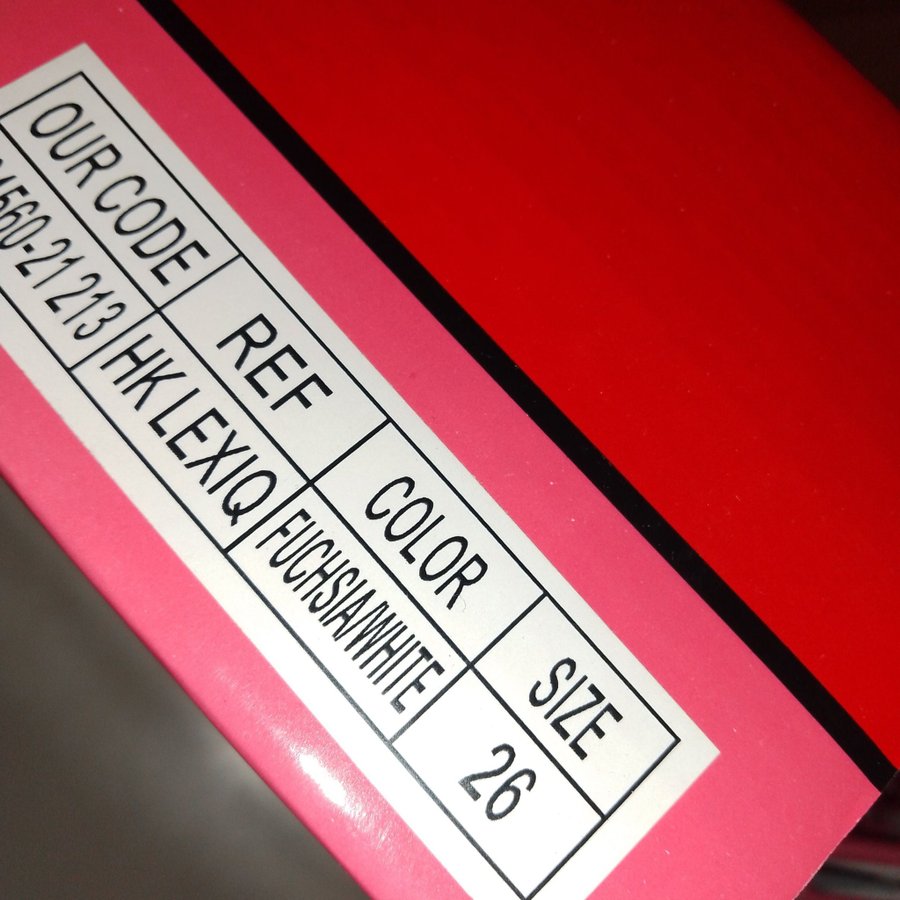 OUR CODE REF COLOR SIZE
560-21 213 HK LEXIQ FUCHSIA/WHITE 26